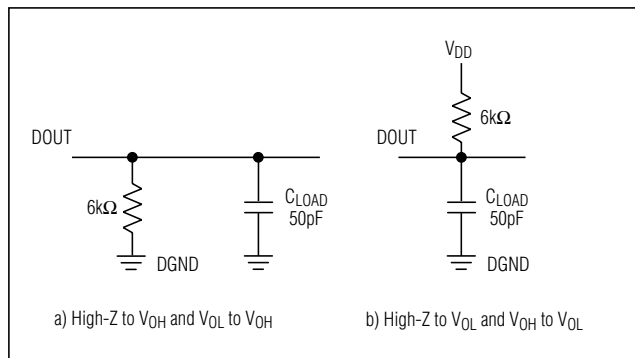 DOUT
6kΩ
DGND
CLOAD
50pF
a) High-Z to VOH and VOL to VOH
VDD
6kΩ
DOUT
CLOAD
50pF
DGND
b) High-Z to VOL and VOH to VOL